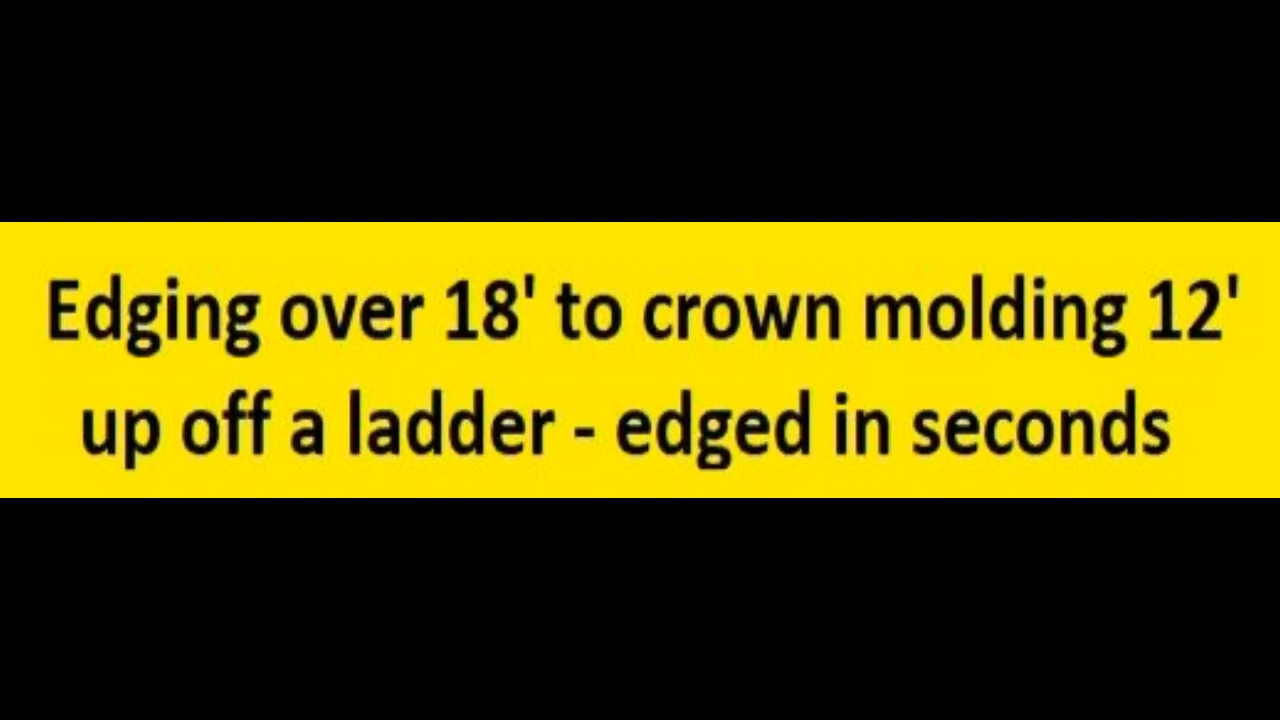 Edging over 18' to crown molding 12'
up off a ladder - edged in seconds